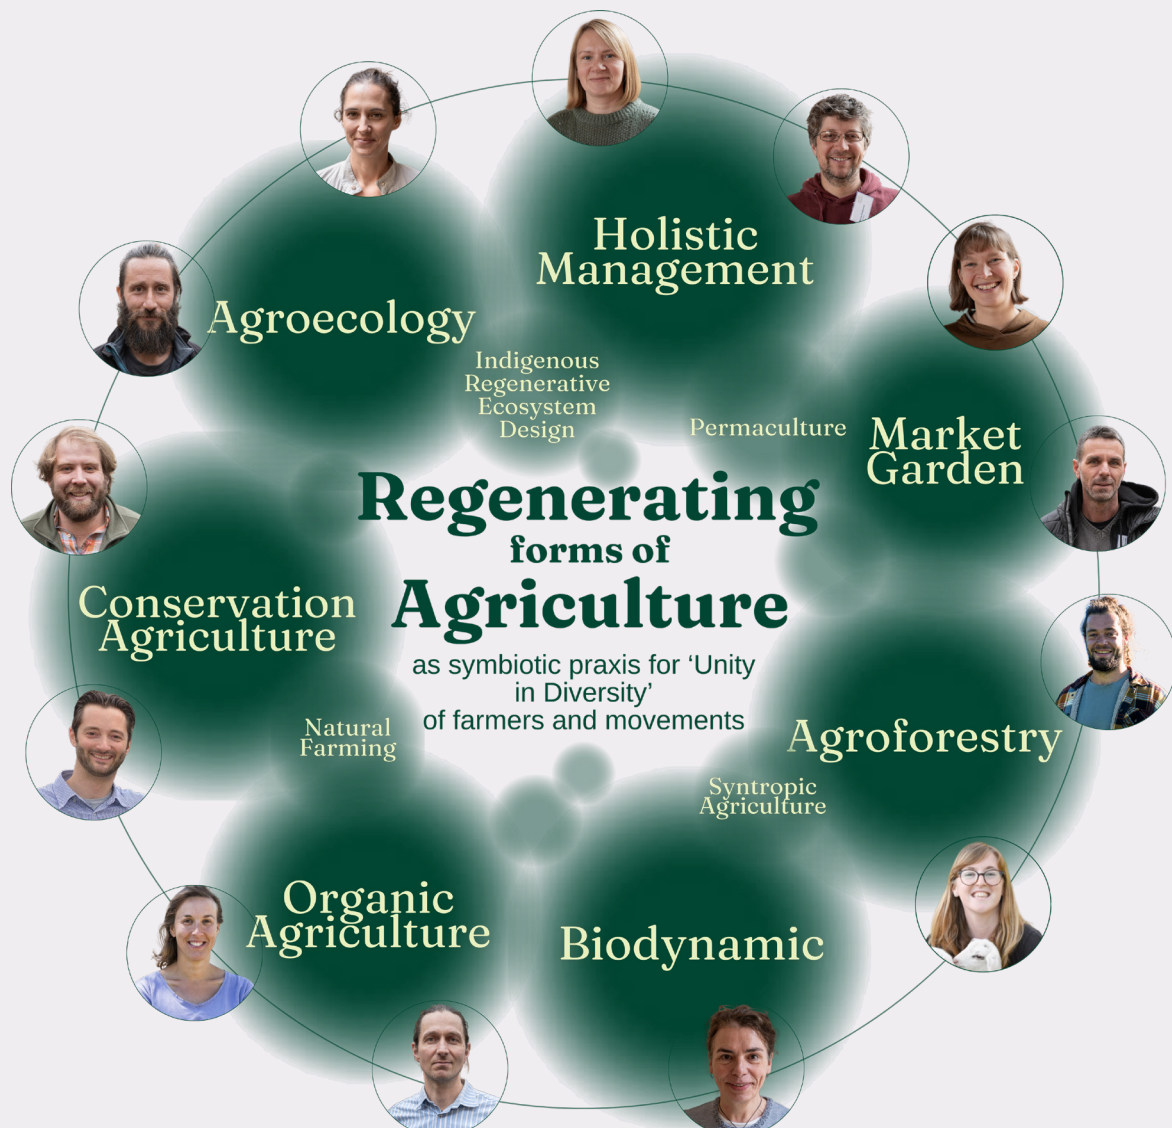 Holistic
Management
Agroecology
Indigenous
Regenerative
Ecosystem
Design
Permaculture
Market
Garden
Regenerating
forms of
Agriculture
as symbiotic praxis for ‘Unity
in Diversity’
of farmers and movements
Conservation
Agriculture
Natural
Farming
Agroforestry
Syntropic
Agriculture
Organic
Agriculture
Biodynamic